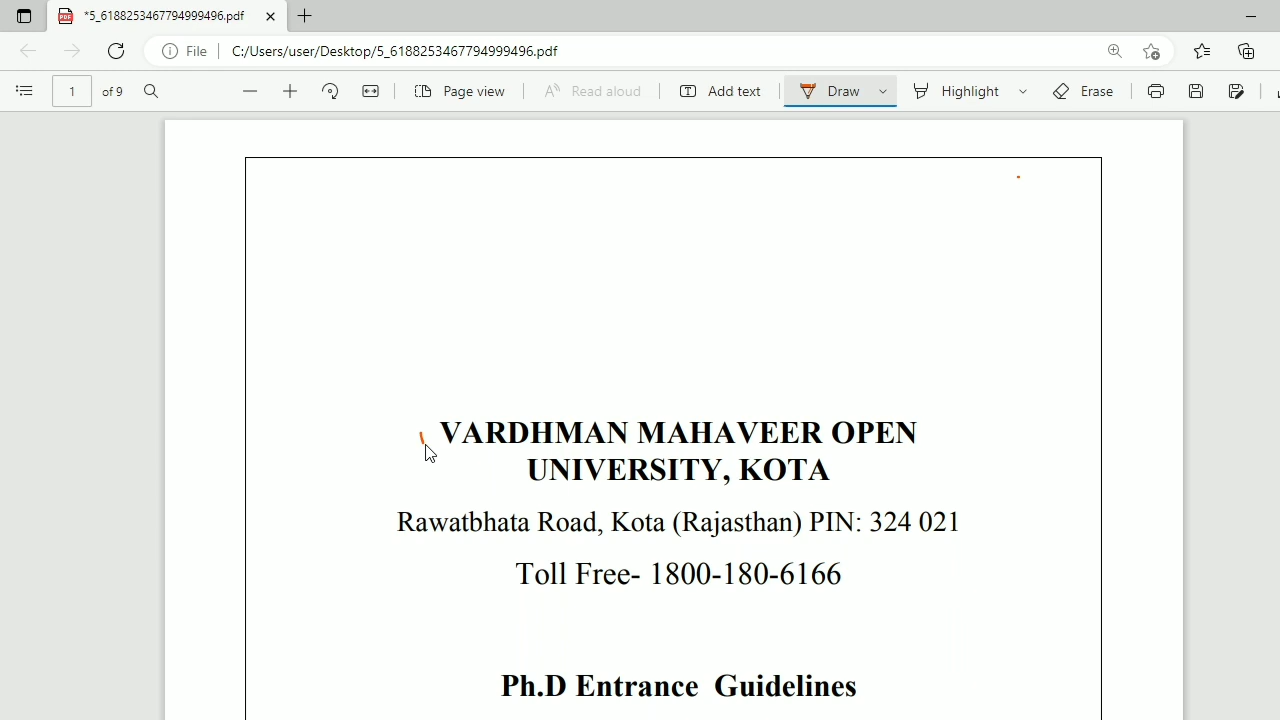 *5_6188253467794999496.pdf
File
C:/Users/user/Desktop/5_6188253467794999496.pdf
1 of 9
Page view
Read aloud
Add text
Draw
Highlight
Erase
VARDHMAN MAHAVEER OPEN
UNIVERSITY, KOTA
Rawatbhata Road, Kota (Rajasthan) PIN: 324 021
Toll Free- 1800-180-6166
Ph.D Entrance Guidelines